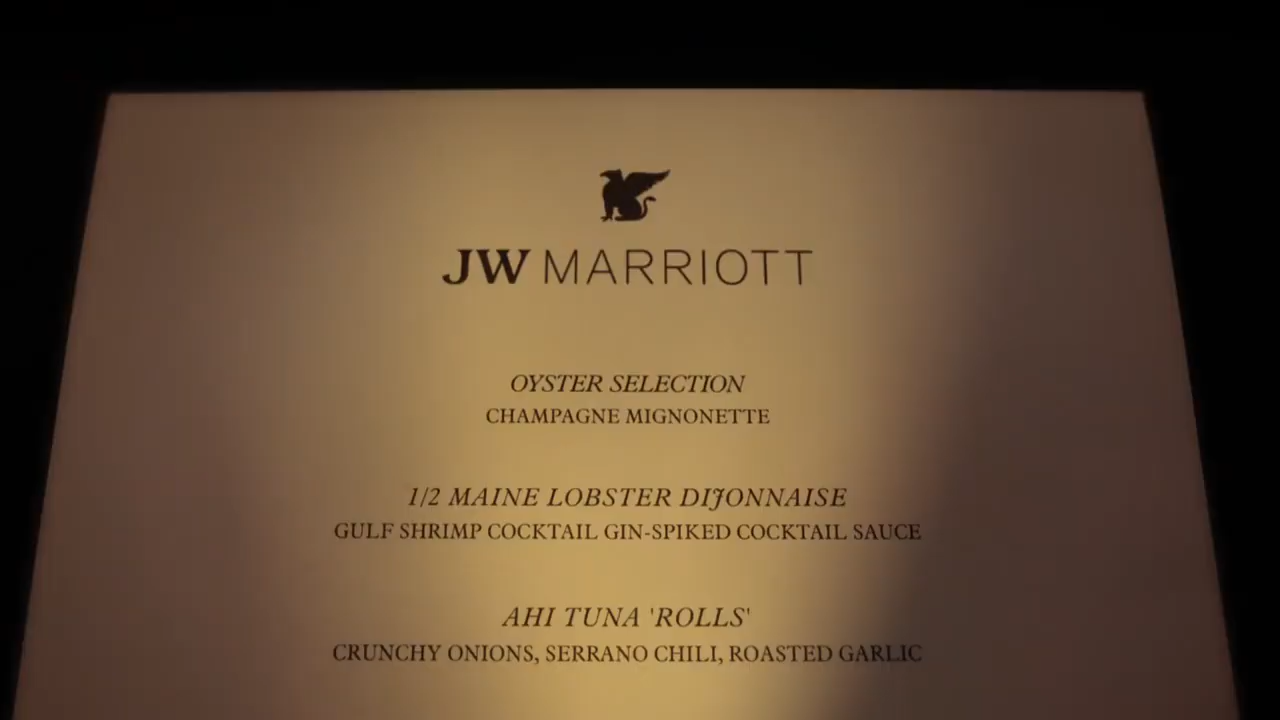 JW MARRIOTT
OYSTER SELECTION
CHAMPAGNE MIGNONETTE
1/2 MAINE LOBSTER DIJONNAISE
GULF SHRIMP COCKTAIL GIN-SPIKED COCKTAIL SAUCE
AHI TUNA 'ROLLS'
CRUNCHY ONIONS, SERRANO CHILI, ROASTED GARLIC